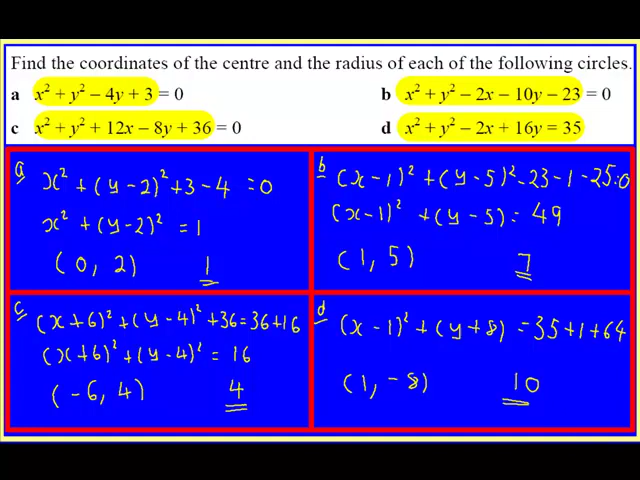 Find the coordinates of the centre and the radius of each of the following circles.
a x² + y² – 4y + 3 = 0
b x² + y² – 2x – 10y – 23 = 0
c x² + y² + 12x – 8y + 36 = 0
d x² + y² – 2x + 16y = 35
a x² + (y – 2)² + 3 – 4 = 0
x² + (y – 2)² = 1
(0, 2) 1
b (x – 1)² + (y – 5)² – 23 – 1 – 25 = 0
(x – 1)² + (y – 5) = 49
(1, 5) 7
c (x + 6)² + (y – 4)² + 36 = 36 + 16
(x + 6)² + (y – 4)² = 16
(– 6, 4) 4
d (x – 1)² + (y + 8) = 35 + 1 + 64
(1, – 8) 10